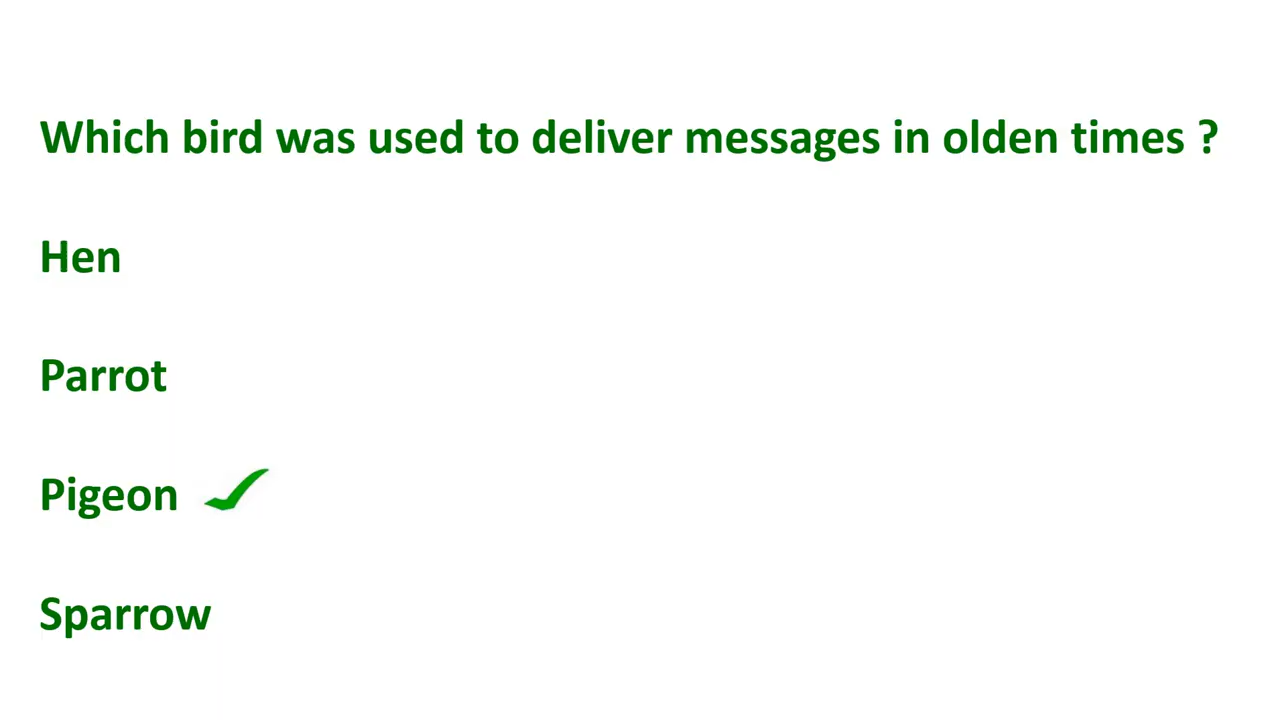 Which bird was used to deliver messages in olden times ?
Hen
Parrot
Pigeon
Sparrow